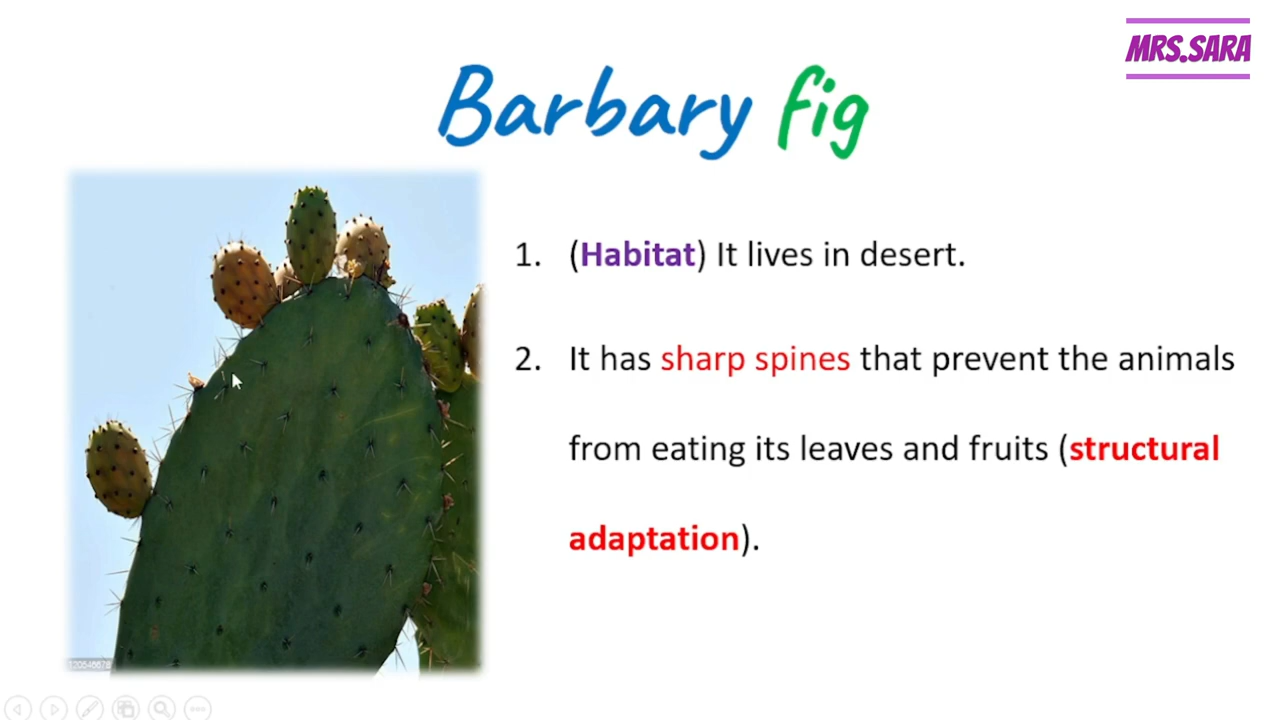 MRS.SARA
Barbary fig
1. (Habitat) It lives in desert.
2. It has sharp spines that prevent the animals
from eating its leaves and fruits (structural
adaptation).